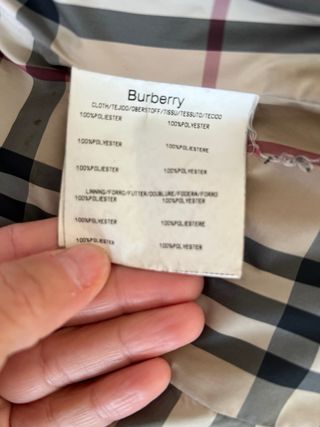 Burberry
CLOTH/TEJIDO/OBERSTOFF/TISSU/TESSUTO/TECIDO
100%POLIESTER 100%POLYESTER
100%POLYESTER 100%POLIESTERE
100%POLIESTER 100%POLYESTER
LINNING/FORRO/FUTTER/DOUBLURE/FODERA/FORRO
100%POLIESTER 100%POLYESTER
100%POLYESTER 100%POLIESTERE
100%POLIESTER 100%POLYESTER